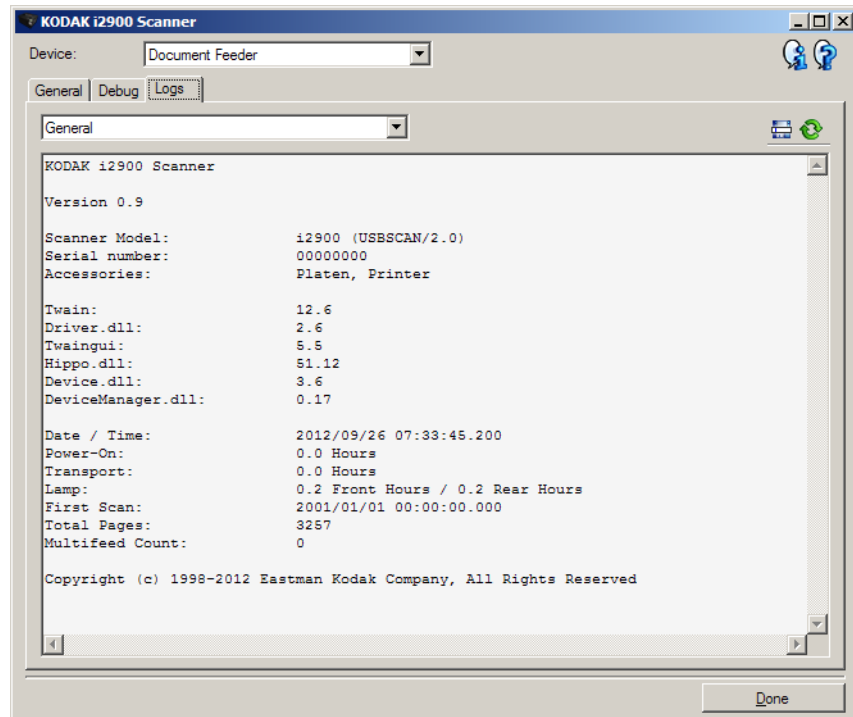 KODAK i2900 Scanner
Device: Document Feeder
General Debug Logs
General
KODAK i2900 Scanner
Version 0.9
Scanner Model: i2900 (USBSCAN/2.0)
Serial number: 00000000
Accessories: Platen, Printer
Twain: 12.6
Driver.dll: 2.6
Twaingui: 5.5
Hippo.dll: 51.12
Device.dll: 3.6
DeviceManager.dll: 0.17
Date / Time: 2012/09/26 07:33:45.200
Power-On: 0.0 Hours
Transport: 0.0 Hours
Lamp: 0.2 Front Hours / 0.2 Rear Hours
First Scan: 2001/01/01 00:00:00.000
Total Pages: 3257
Multifeed Count: 0
Copyright (c) 1998-2012 Eastman Kodak Company, All Rights Reserved
Done